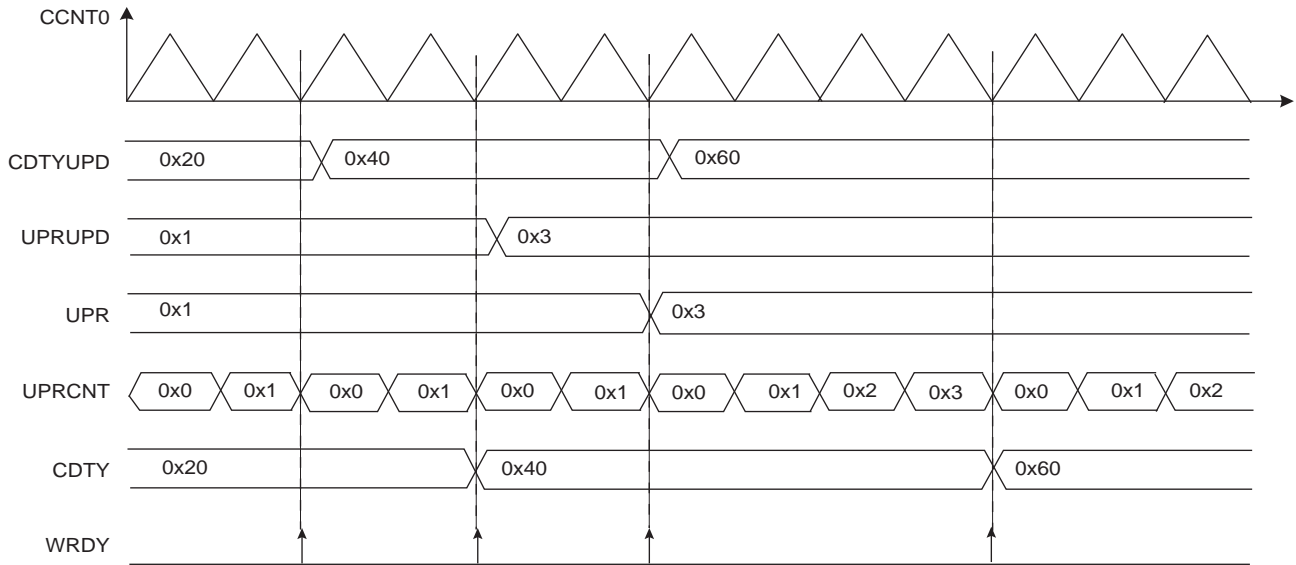 CCNT0
CDTYUPD 0x20 0x40 0x60
UPRUPD 0x1 0x3
UPR 0x1 0x3
UPRCNT 0x0 0x1 0x0 0x1 0x0 0x1 0x0 0x1 0x2 0x3 0x0 0x1 0x2
CDTY 0x20 0x40 0x60
WRDY